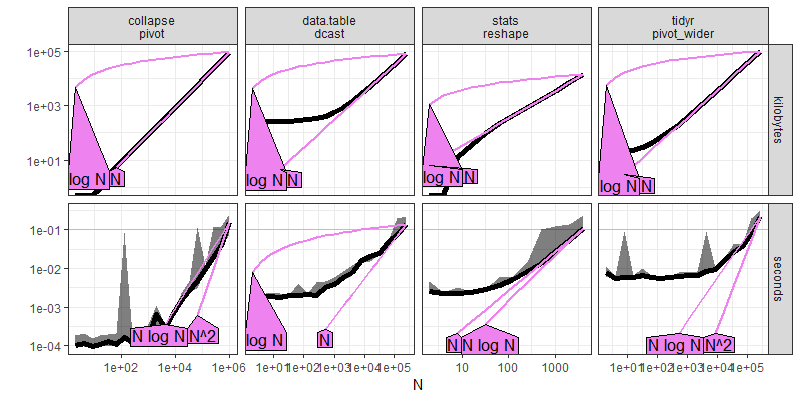 collapse
pivot
data.table
dcast
stats
reshape
tidyr
pivot_wider
1e+05
1e+03
1e+01
log N
N
log N
N
log N
N
log N
N
kilobytes
1e-01
1e-02
1e-03
1e-04
N log N
N^2
log N
N
N
N log N
N log N
N^2
seconds
1e+02 1e+04 1e+06
1e+01 1e+02 1e+03 1e+04 1e+05
10 100 1000
1e+01 1e+02 1e+03 1e+04 1e+05
N